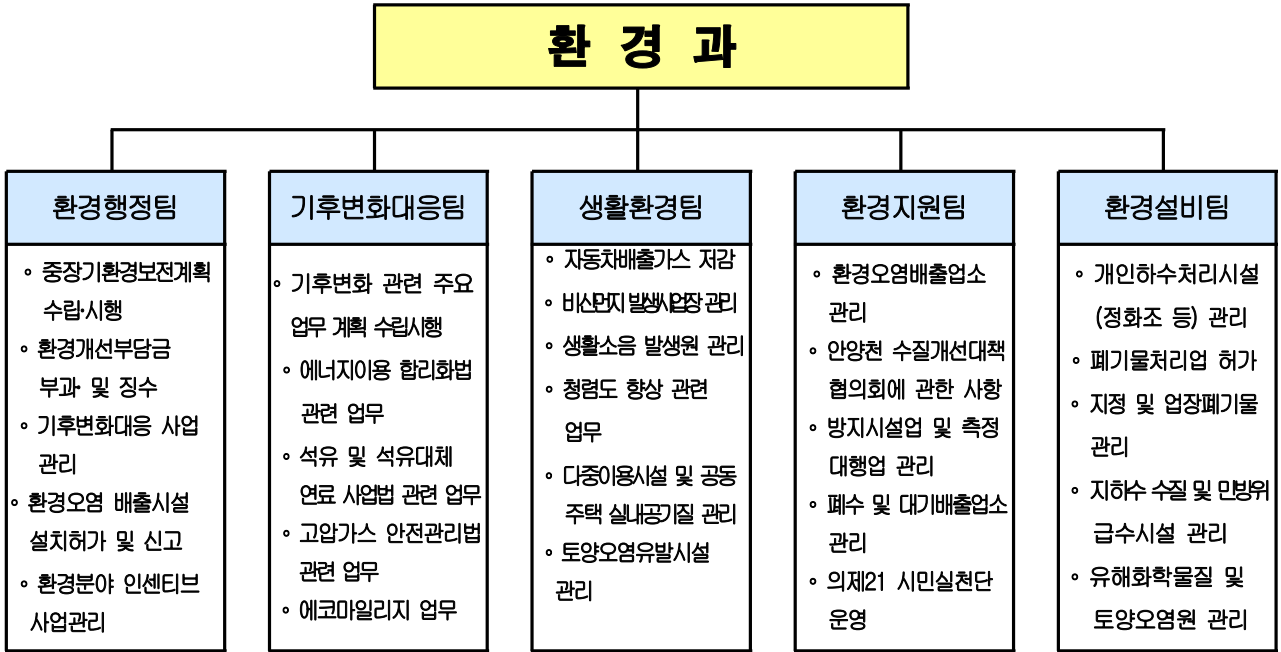 환 경 과
환경행정팀
◦ 중장기환경보전계획
수립·시행
◦ 환경개선부담금
부과· 및 징수
◦ 기후변화대응 사업
관리
◦ 환경오염 배출시설
설치허가 및 신고
◦ 환경분야 인센티브
사업관리
기후변화대응팀
◦ 기후변화 관련 주요
업무 계획 수립시행
◦ 에너지이용 합리화법
관련 업무
◦ 석유 및 석유대체
연료 사업법 관련 업무
◦ 고압가스 안전관리법
관련 업무
◦ 에코마일리지 업무
생활환경팀
◦ 자동차배출가스 저감
◦ 비산먼지 발생사업장 관리
◦ 생활소음 발생원 관리
◦ 청렴도 향상 관련
업무
◦ 다중이용시설 및 공동
주택 실내공기질 관리
◦ 토양오염유발시설
관리
환경지원팀
◦ 환경오염배출업소
관리
◦ 안양천 수질개선대책
협의회에 관한 사항
◦ 방지시설업 및 측정
대행업 관리
◦ 폐수 및 대기배출업소
관리
◦ 의제21 시민실천단
운영
환경설비팀
◦ 개인하수처리시설
(정화조 등) 관리
◦ 폐기물처리업 허가
◦ 지정 및 업장폐기물
관리
◦ 지하수 수질 및 민방위
급수시설 관리
◦ 유해화학물질 및
토양오염원 관리